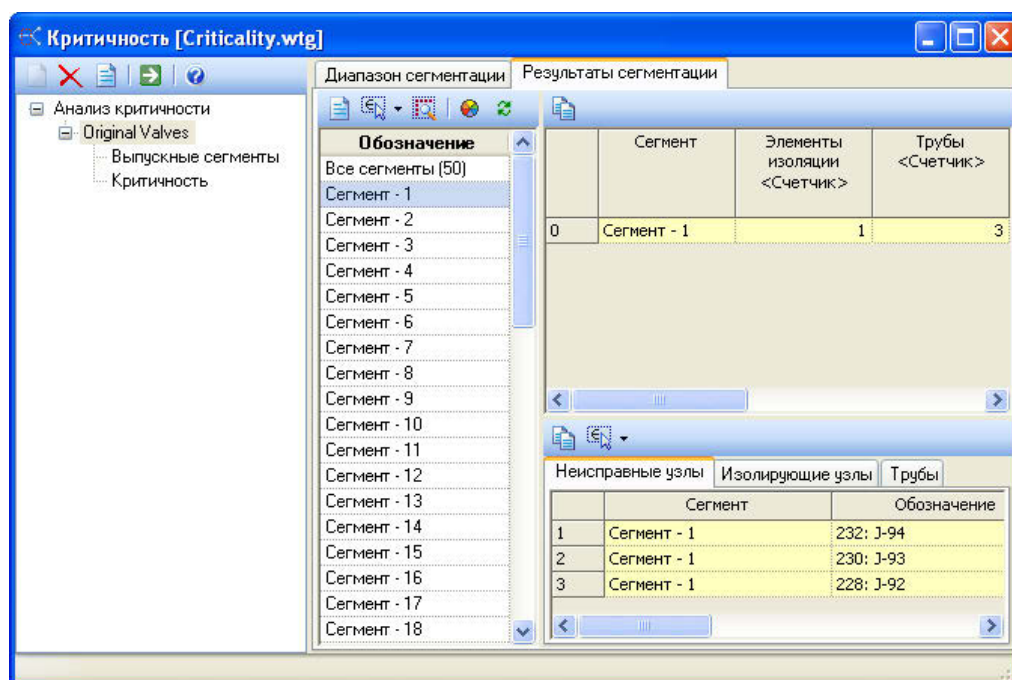 Критичность [Criticality.wtg]
Диапазон сегментации
Результаты сегментации
Анализ критичности
Original Valves
Выпускные сегменты
Критичность
Обозначение
Все сегменты (50)
Сегмент - 1
Сегмент - 2
Сегмент - 3
Сегмент - 4
Сегмент - 5
Сегмент - 6
Сегмент - 7
Сегмент - 8
Сегмент - 9
Сегмент - 10
Сегмент - 11
Сегмент - 12
Сегмент - 13
Сегмент - 14
Сегмент - 15
Сегмент - 16
Сегмент - 17
Сегмент - 18
Сегмент
Элементы
изоляции
<Счетчик>
Трубы
<Счетчик>
0 Сегмент - 1 1 3
Неисправные узлы
Изолирующие узлы
Трубы
Сегмент Обозначение
1 Сегмент - 1 232: J-94
2 Сегмент - 1 230: J-93
3 Сегмент - 1 228: J-92